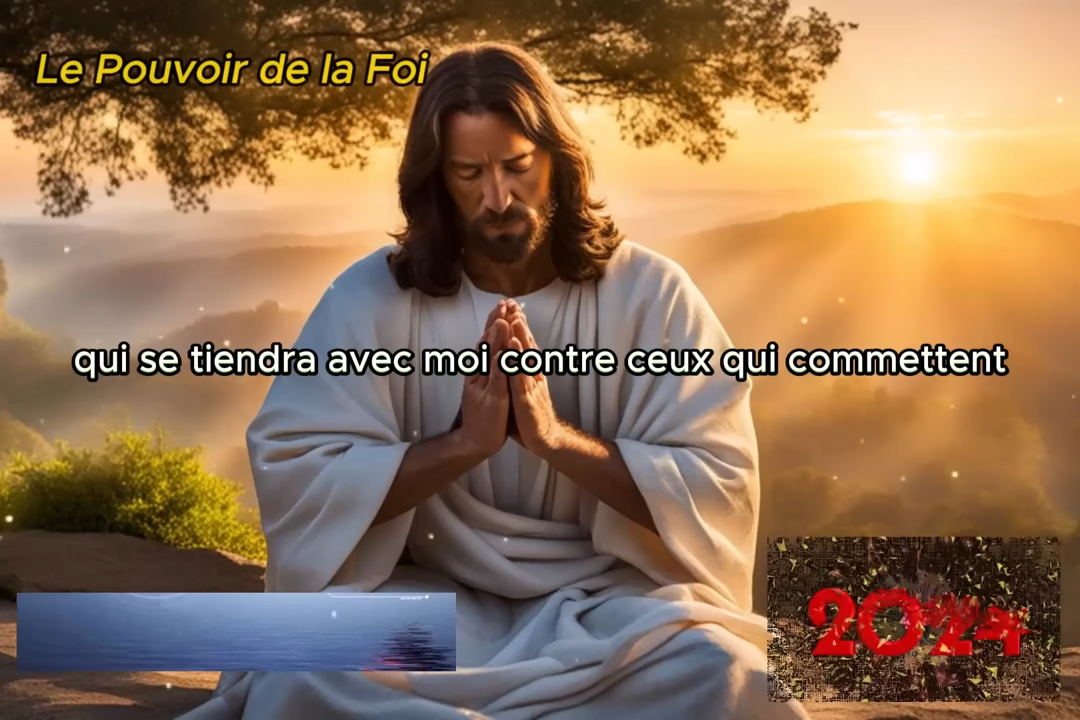 Le Pouvoir de la Foi
qui se tiendra avec moi contre ceux qui commettent
2024